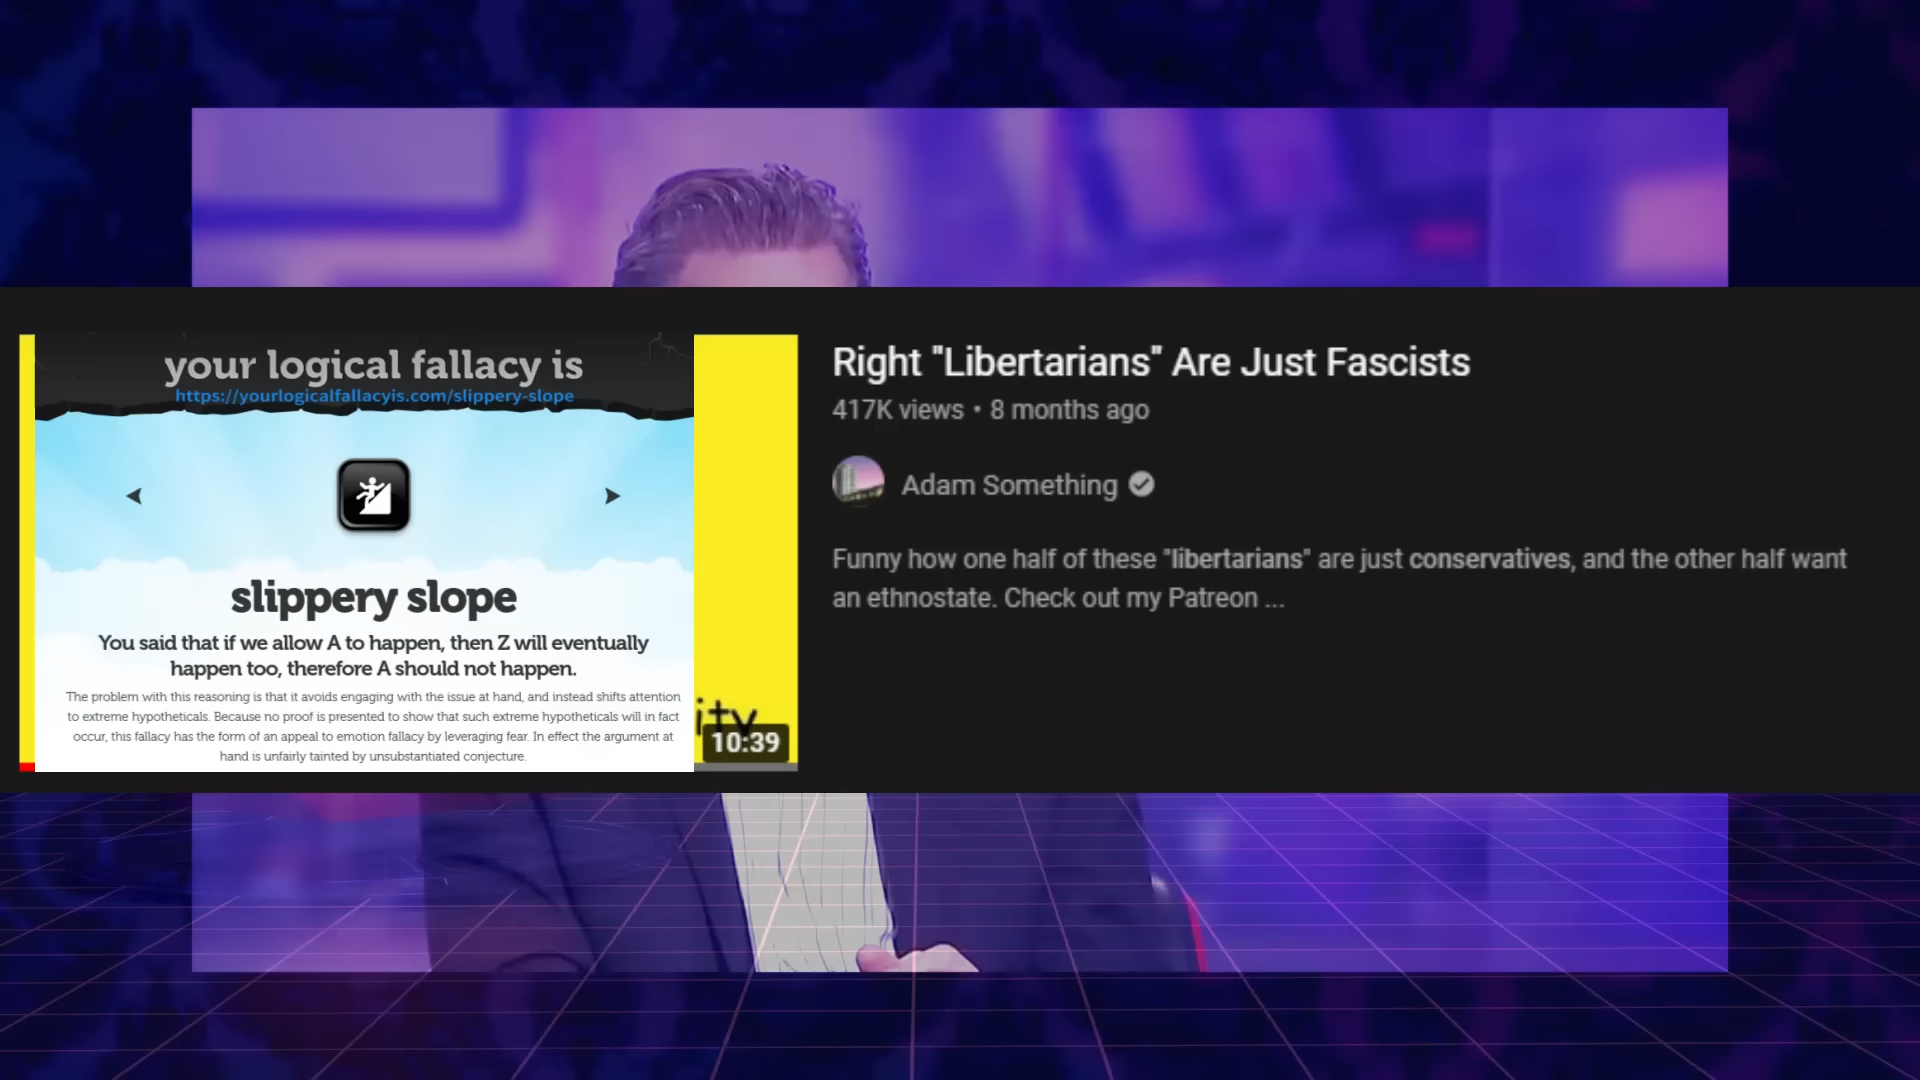 your logical fallacy is
https://yourlogicalfallacyis.com/slippery-slope
slippery slope
You said that if we allow A to happen, then Z will eventually
happen too, therefore A should not happen.
The problem with this reasoning is that it avoids engaging with the issue at hand, and instead shifts attention
to extreme hypotheticals. Because no proof is presented to show that such extreme hypotheticals will in fact
occur, this fallacy has the form of an appeal to emotion fallacy by leveraging fear. In effect the argument at
hand is unfairly tainted by unsubstantiated conjecture.
ity
10:39
Right "Libertarians" Are Just Fascists
417K views • 8 months ago
Adam Something
Funny how one half of these "libertarians" are just conservatives, and the other half want
an ethnostate. Check out my Patreon ...